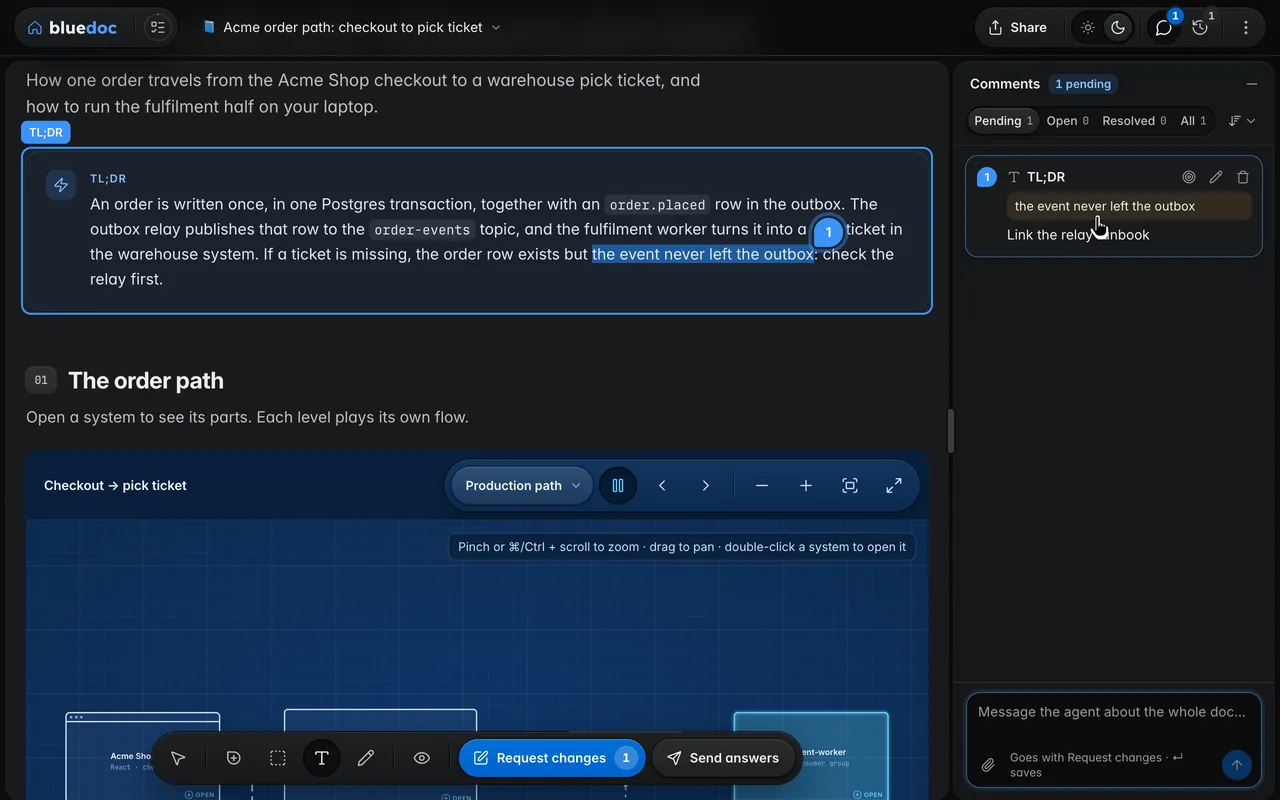 bluedoc
Acme order path: checkout to pick ticket
Share
1
1
How one order travels from the Acme Shop checkout to a warehouse pick ticket, and
how to run the fulfilment half on your laptop.
TL;DR
TL;DR
An order is written once, in one Postgres transaction, together with an order.placed row in the outbox. The
outbox relay publishes that row to the order-events topic, and the fulfilment worker turns it into a ticket in
1
the warehouse system. If a ticket is missing, the order row exists but the event never left the outbox: check the
relay first.
01 The order path
Open a system to see its parts. Each level plays its own flow.
Checkout → pick ticket
Production path
Pinch or ⌘/Ctrl + scroll to zoom · drag to pan · double-click a system to open it
Acme Sho
React
OPEN
OPEN
ent-worker
sumer group
OPEN
Request changes 1
Send answers
Comments 1 pending
Pending 1 Open 0 Resolved 0 All 1
1 TL;DR
the event never left the outbox
Link the relay
Message the agent about the whole doc...
Goes with Request changes · ↵
saves